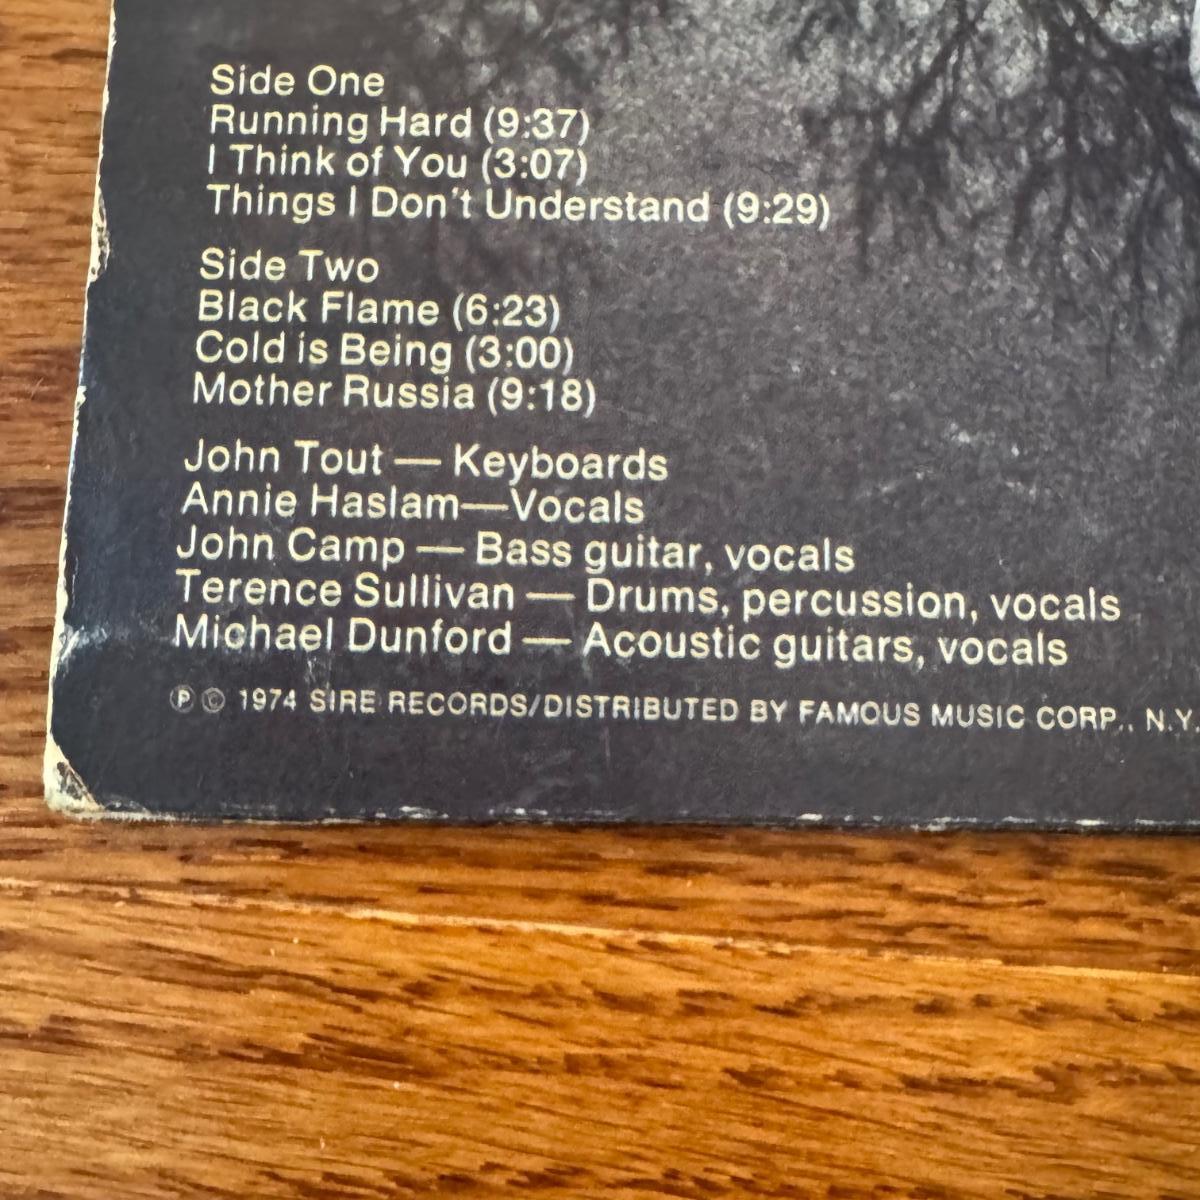 Side One
Running Hard (9:37)
I Think of You (3:07)
Things I Don't Understand (9:29)
Side Two
Black Flame (6:23)
Cold is Being (3:00)
Mother Russia (9:18)
John Tout — Keyboards
Annie Haslam—Vocals
John Camp — Bass guitar, vocals
Terence Sullivan — Drums, percussion, vocals
Michael Dunford — Acoustic guitars, vocals
℗ © 1974 SIRE RECORDS/DISTRIBUTED BY FAMOUS MUSIC CORP., N.Y.